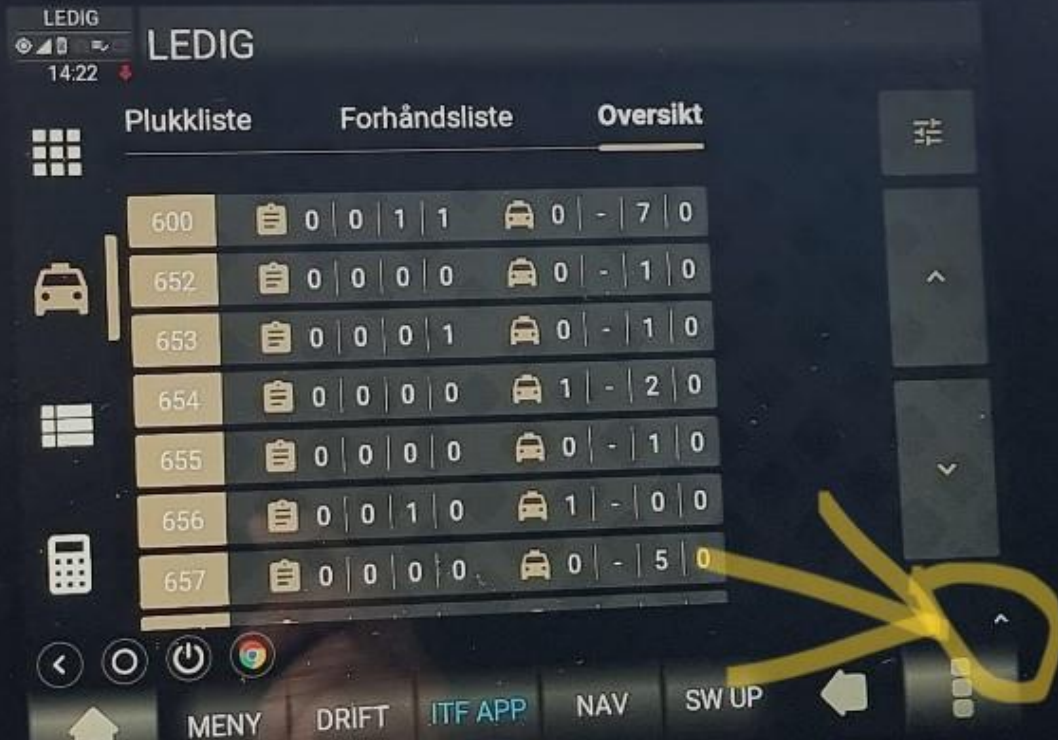 LEDIG
14:22
LEDIG
Plukkliste Forhåndsliste Oversikt
600 0 | 0 | 1 | 1 0 | - | 7 | 0
652 0 | 0 | 0 | 0 0 | - | 1 | 0
653 0 | 0 | 0 | 1 0 | - | 1 | 0
654 0 | 0 | 0 | 0 1 | - | 2 | 0
655 0 | 0 | 0 | 0 0 | - | 1 | 0
656 0 | 0 | 1 | 0 1 | - | 0 | 0
657 0 | 0 | 0 | 0 0 | - | 5 | 0
MENY DRIFT ITF APP NAV SW UP